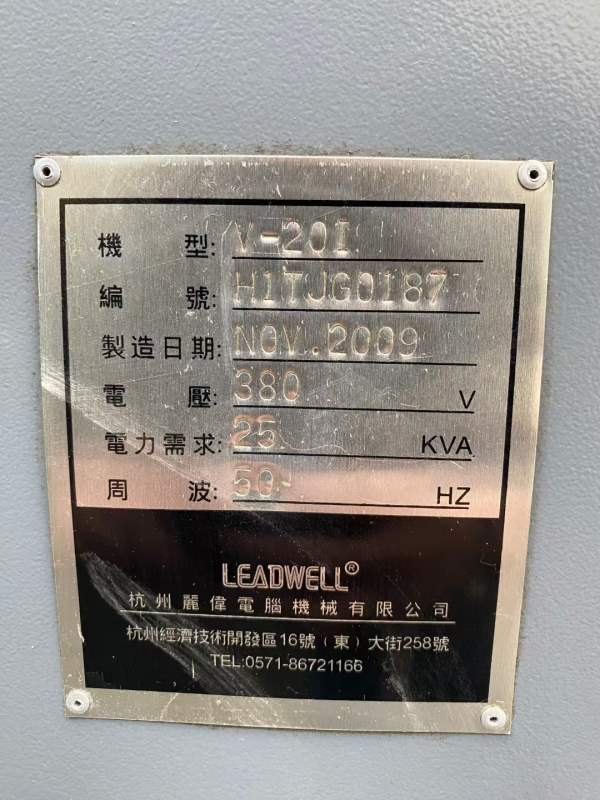 機 型: V-20I
編 號: H1TJG0187
製造日期: NOV.2009
電 壓: 380 V
電力需求: 25 KVA
周 波: 50 HZ
LEADWELL®
杭州麗偉電腦機械有限公司
杭州經濟技術開發區16號（東）大街258號
TEL:0571-86721166